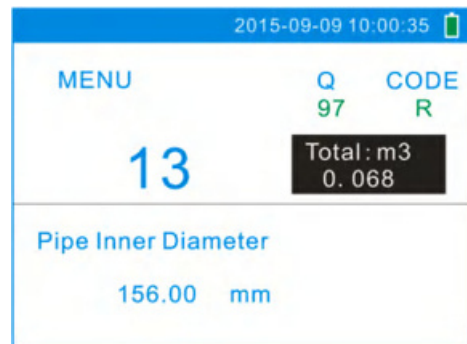 2015-09-09 10:00:35
MENU Q CODE
97 R
13
Total:m3
0.068
Pipe Inner Diameter
156.00 mm